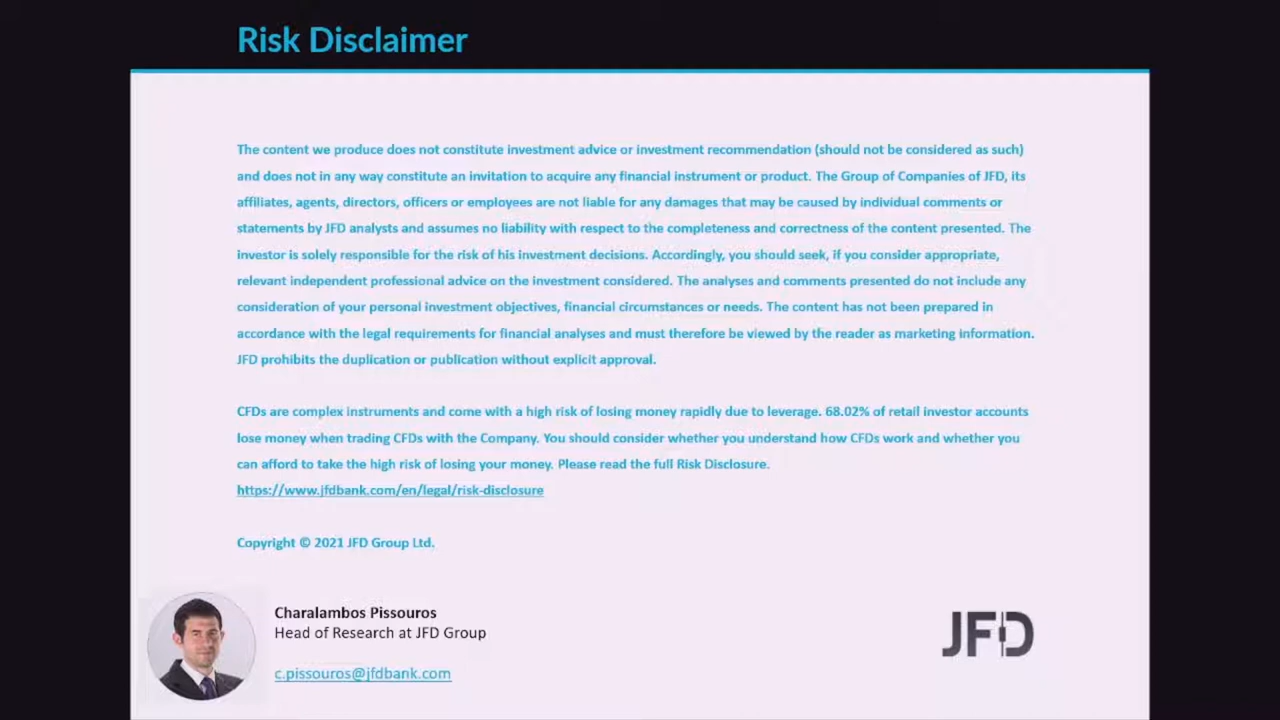 Risk Disclaimer
The content we produce does not constitute investment advice or investment recommendation (should not be considered as such)
and does not in any way constitute an invitation to acquire any financial instrument or product. The Group of Companies of JFD, its
affiliates, agents, directors, officers or employees are not liable for any damages that may be caused by individual comments or
statements by JFD analysts and assumes no liability with respect to the completeness and correctness of the content presented. The
investor is solely responsible for the risk of his investment decisions. Accordingly, you should seek, if you consider appropriate,
relevant independent professional advice on the investment considered. The analyses and comments presented do not include any
consideration of your personal investment objectives, financial circumstances or needs. The content has not been prepared in
accordance with the legal requirements for financial analyses and must therefore be viewed by the reader as marketing information.
JFD prohibits the duplication or publication without explicit approval.
CFDs are complex instruments and come with a high risk of losing money rapidly due to leverage. 68.02% of retail investor accounts
lose money when trading CFDs with the Company. You should consider whether you understand how CFDs work and whether you
can afford to take the high risk of losing your money. Please read the full Risk Disclosure.
https://www.jfdbank.com/en/legal/risk-disclosure
Copyright © 2021 JFD Group Ltd.
Charalambos Pissouros
Head of Research at JFD Group
c.pissouros@jfdbank.com
JFD